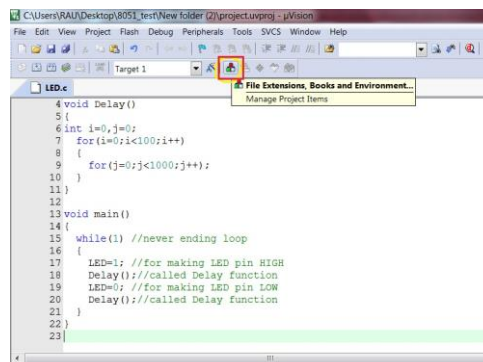 C:\Users\RAU\Desktop\8051_test\New folder (2)\project.uvproj - µVision
File Edit View Project Flash Debug Peripherals Tools SVCS Window Help
Target 1
LED.c
File Extensions, Books and Environment...
Manage Project Items
4 void Delay()
5 {
6 int i=0,j=0;
7 for(i=0;i<100;i++)
8 {
9 for(j=0;j<1000;j++);
10 }
11 }
12
13 void main()
14 {
15 while(1) //never ending loop
16 {
17 LED=1; //for making LED pin HIGH
18 Delay();//called Delay function
19 LED=0; //for making LED pin LOW
20 Delay();//called Delay function
21 }
22 }
23